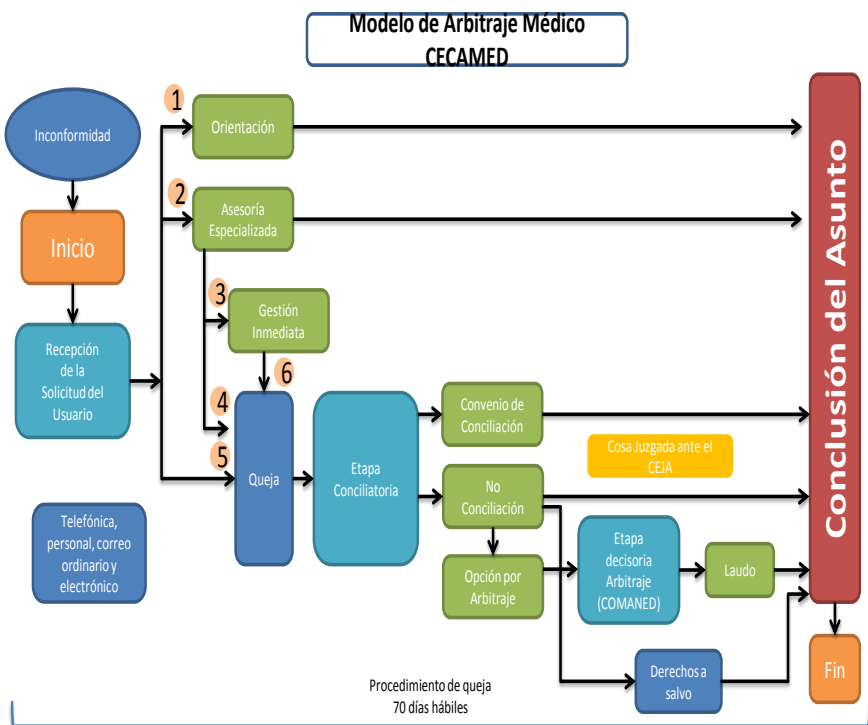 Modelo de Arbitraje Médico
CECAMED
1
Inconformidad
Orientación
2
Asesoría
Especializada
Inicio
3
Gestión
Inmediata
Recepción
de la
Solicitud del
Usuario
6
4
5
Queja
Etapa
Conciliatoria
Convenio de
Conciliación
Cosa Juzgada ante el
CEJA
No
Conciliación
Opción por
Arbitraje
Etapa
decisoria
Arbitraje
(COMANED)
Laudo
Derechos a
salvo
Conclusión del Asunto
Fin
Telefónica,
personal, correo
ordinario y
electrónico
Procedimiento de queja
70 días hábiles